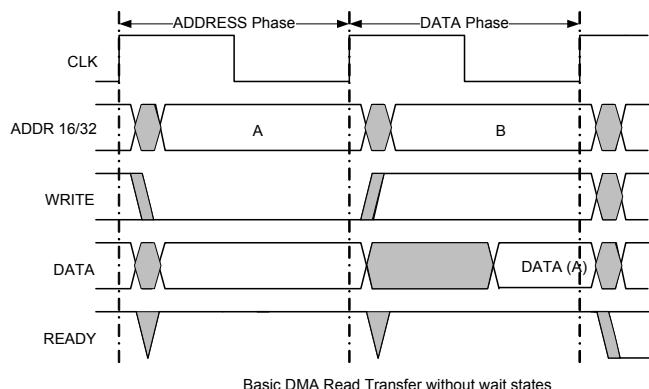 ADDRESS Phase DATA Phase
CLK
ADDR 16/32 A B
WRITE
DATA DATA (A)
READY
Basic DMA Read Transfer without wait states